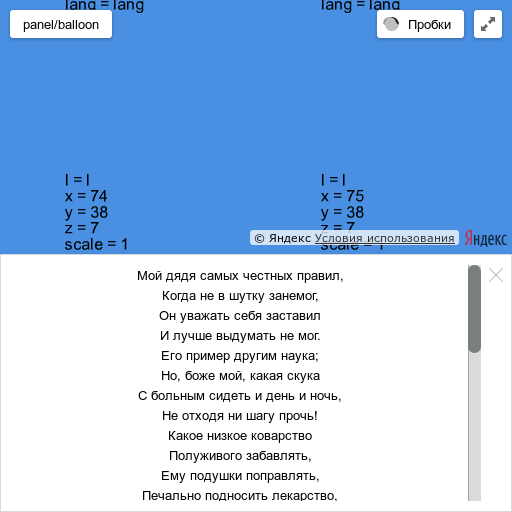 lang = lang
lang = lang
panel/balloon
Пробки
l = l
x = 74
y = 38
z = 7
scale = 1
l = l
x = 75
y = 38
z = 7
scale = 1
© Яндекс Условия использования
Яндекс
Мой дядя самых честных правил,
Когда не в шутку занемог,
Он уважать себя заставил
И лучше выдумать не мог.
Его пример другим наука;
Но, боже мой, какая скука
С больным сидеть и день и ночь,
Не отходя ни шагу прочь!
Какое низкое коварство
Полуживого забавлять,
Ему подушки поправлять,
Печально подносить лекарство,